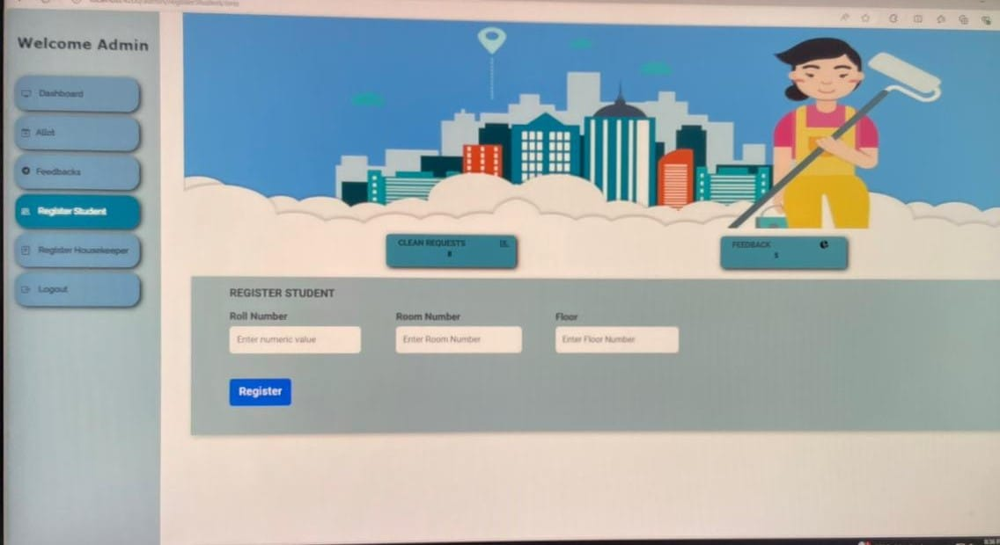 Welcome Admin
Dashboard
Allot
Feedbacks
Register Student
Register Housekeeper
Logout
CLEAN REQUESTS
8
FEEDBACK
5
REGISTER STUDENT
Roll Number
Room Number
Floor
Enter numeric value
Enter Room Number
Enter Floor Number
Register